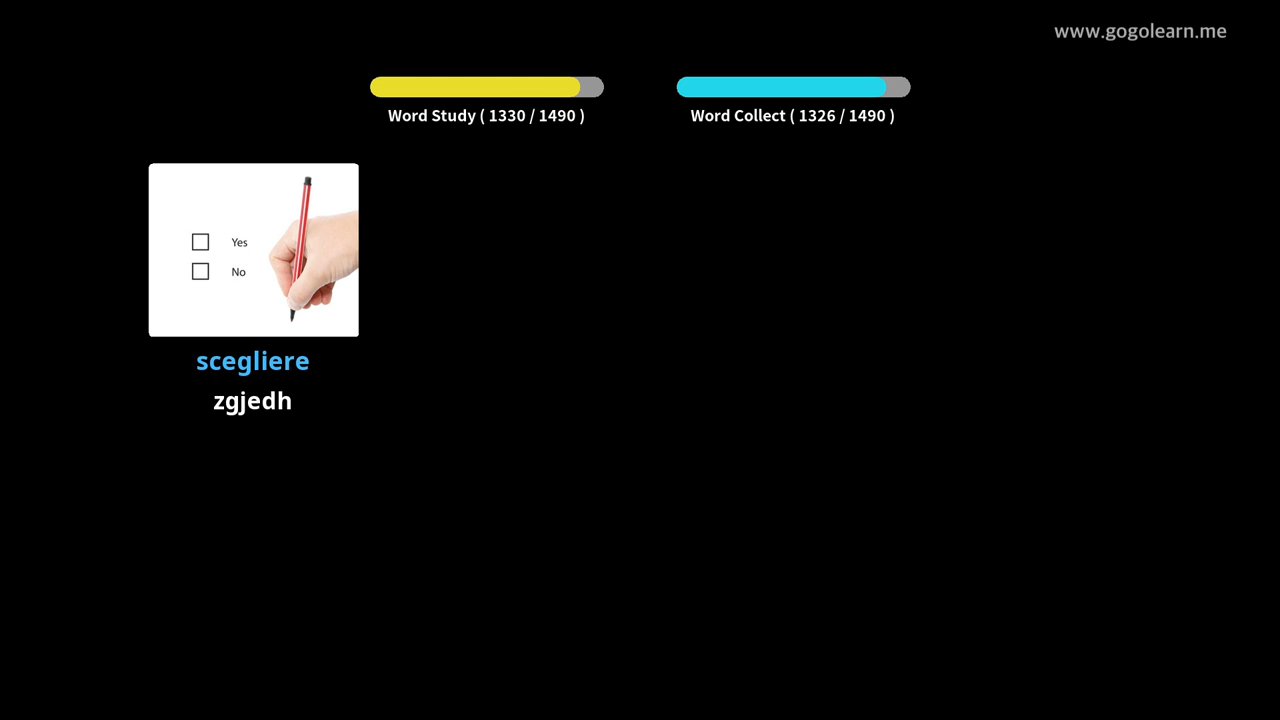 www.gogolearn.me
Word Study ( 1330 / 1490 )
Word Collect ( 1326 / 1490 )
Yes
No
scegliere
zgjedh